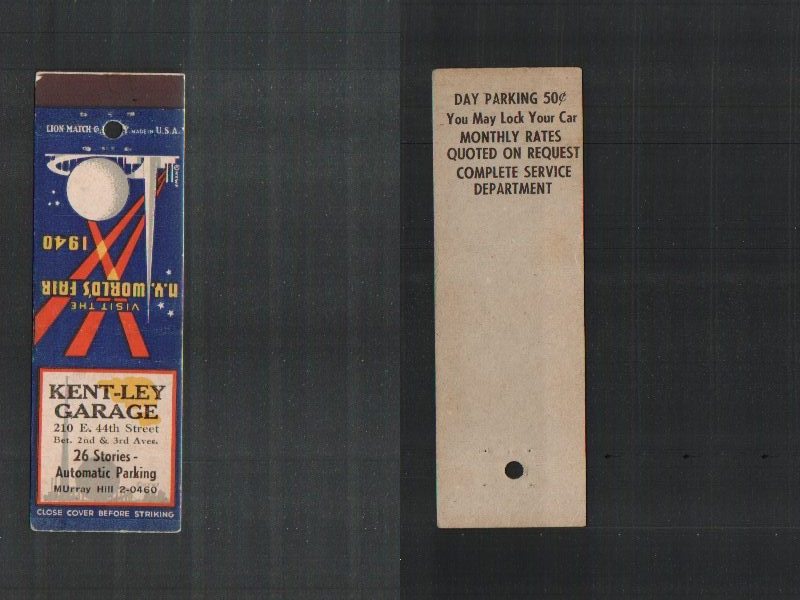 LION MATCH
MADE IN U.S.A.
VISIT THE
N.Y. WORLD'S FAIR
1940
KENT-LEY
GARAGE
210 E. 44th Street
Bet. 2nd & 3rd Aves.
26 Stories -
Automatic Parking
MUrray Hill 2-0460
CLOSE COVER BEFORE STRIKING
DAY PARKING 50¢
You May Lock Your Car
MONTHLY RATES
QUOTED ON REQUEST
COMPLETE SERVICE
DEPARTMENT